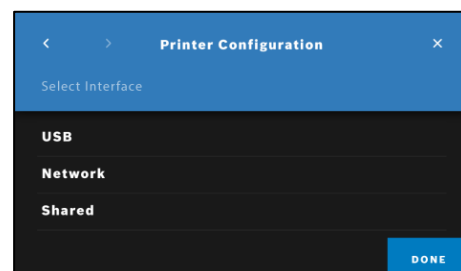 Printer Configuration
Select Interface
USB
Network
Shared
DONE